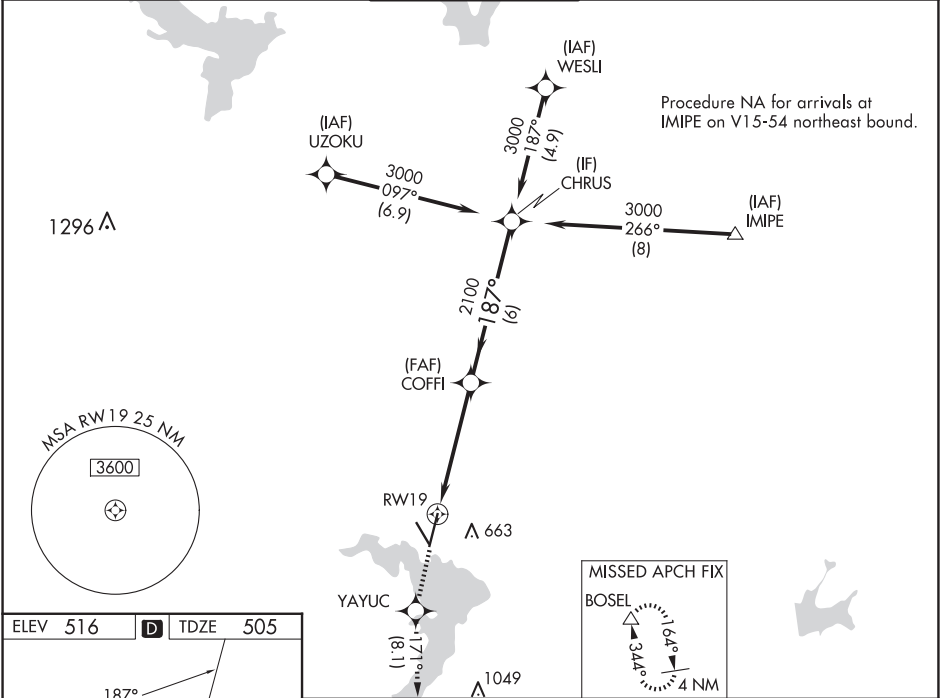 (IAF)
WESLI
Procedure NA for arrivals at
IMIPE on V15-54 northeast bound.
(IAF)
UZOKU
3000
187°
(4.9)
(IF)
CHRUS
3000
097°
(6.9)
(IAF)
IMIPE
3000
266°
(8)
1296
2100
187°
(6)
(FAF)
COFFI
MSA RW19 25 NM
3600
RW19
663
MISSED APCH FIX
BOSEL
164°
344°
4 NM
YAYUC
171°
(8.1)
1049
ELEV 516 D TDZE 505
187°